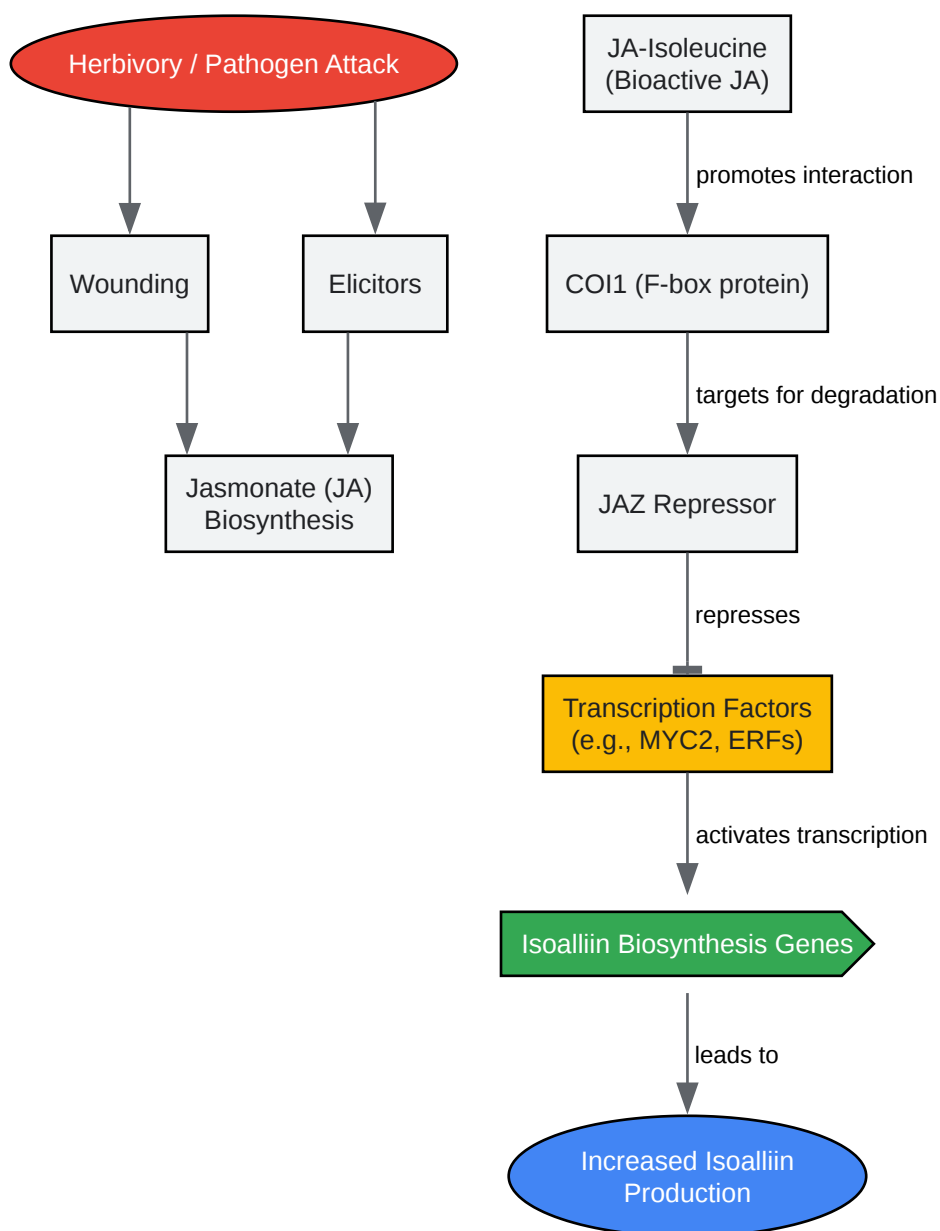 Herbivory / Pathogen Attack
Wounding
Elicitors
Jasmonate (JA)
Biosynthesis
JA-Isoleucine
(Bioactive JA)
promotes interaction
COI1 (F-box protein)
targets for degradation
JAZ Repressor
represses
Transcription Factors
(e.g., MYC2, ERFs)
activates transcription
Isoalliin Biosynthesis Genes
leads to
Increased Isoalliin
Production